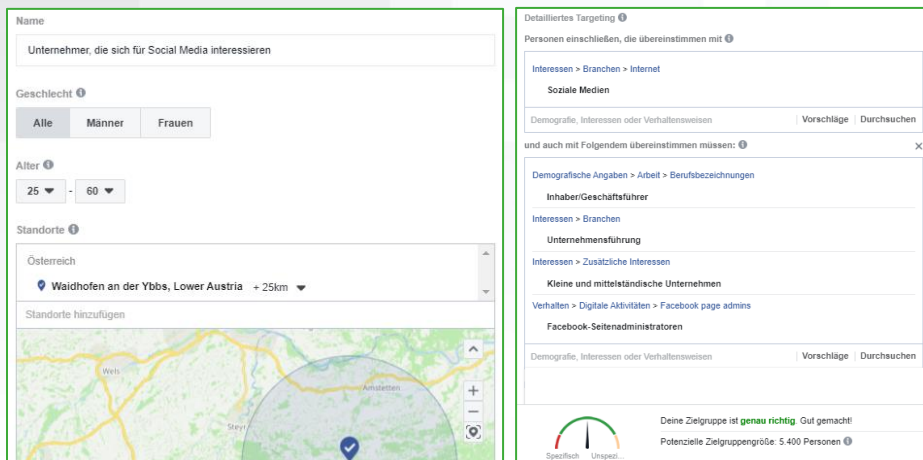 Name
Unternehmer, die sich für Social Media interessieren
Geschlecht
Alle Männer Frauen
Alter
25 - 60
Standorte
Österreich
Waidhofen an der Ybbs, Lower Austria + 25km
Standorte hinzufügen
Wels
Amstetten
Steyr
Detailliertes Targeting
Personen einschließen, die übereinstimmen mit
Interessen > Branchen > Internet
Soziale Medien
Demografie, Interessen oder Verhaltensweisen | Vorschläge | Durchsuchen
und auch mit Folgendem übereinstimmen müssen:
Demografische Angaben > Arbeit > Berufsbezeichnungen
Inhaber/Geschäftsführer
Interessen > Branchen
Unternehmensführung
Interessen > Zusätzliche Interessen
Kleine und mittelständische Unternehmen
Verhalten > Digitale Aktivitäten > Facebook page admins
Facebook-Seitenadministratoren
Demografie, Interessen oder Verhaltensweisen | Vorschläge | Durchsuchen
Deine Zielgruppe ist genau richtig. Gut gemacht!
Potenzielle Zielgruppengröße: 5.400 Personen
Spezifisch Unspezi...